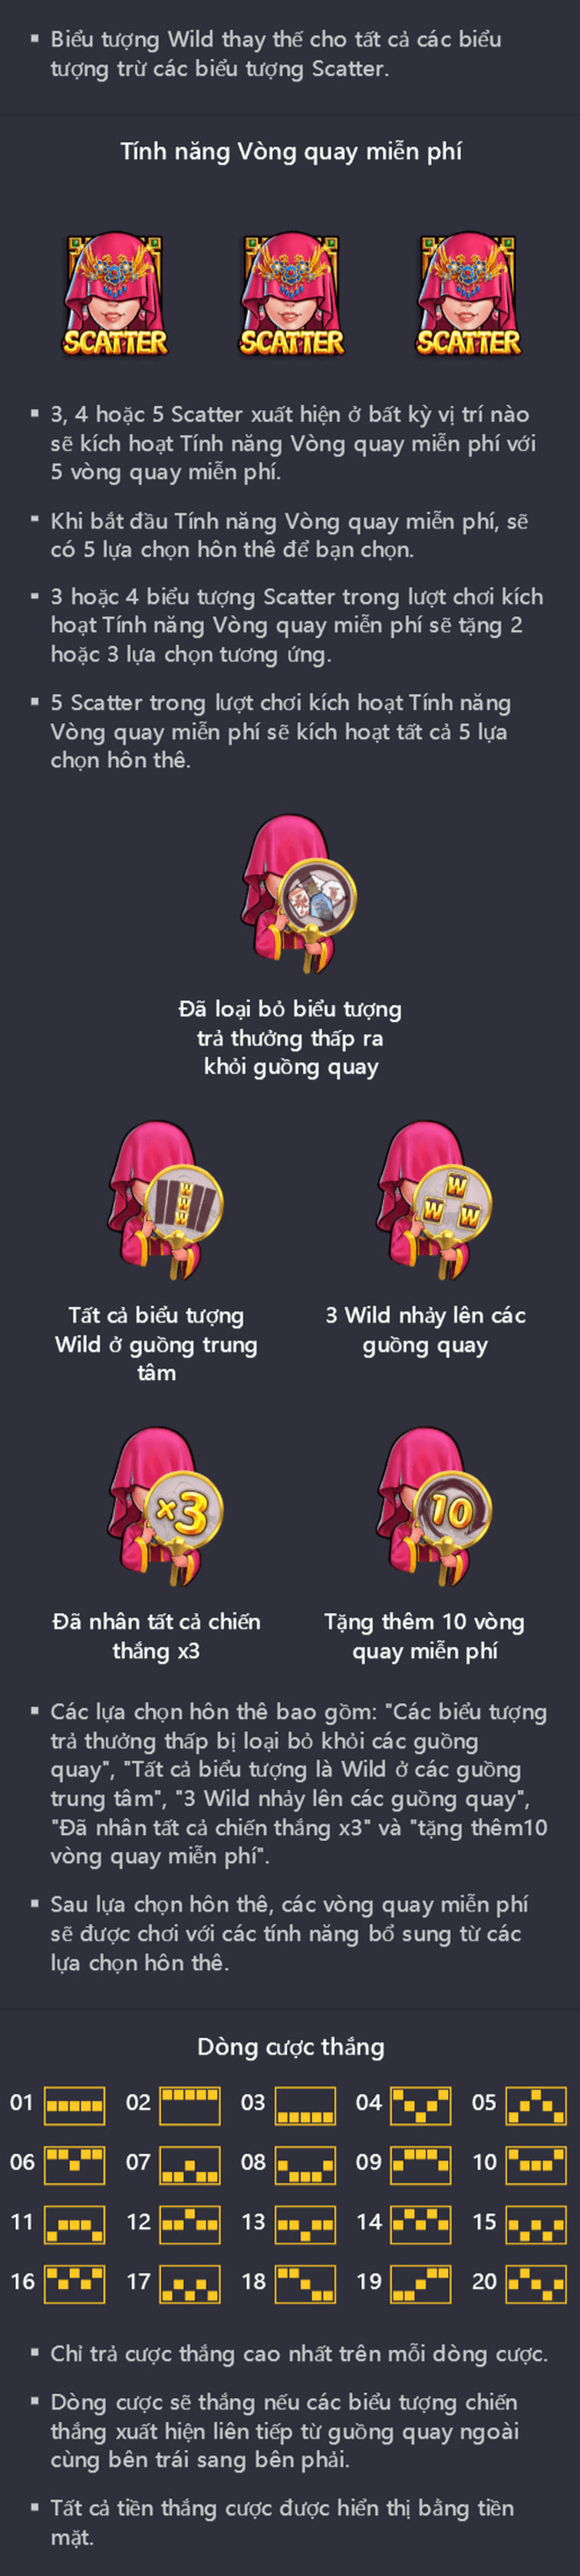 Biểu tượng Wild thay thế cho tất cả các biểu
tượng trừ các biểu tượng Scatter.
Tính năng Vòng quay miễn phí
SCATTER SCATTER SCATTER
3, 4 hoặc 5 Scatter xuất hiện ở bất kỳ vị trí nào
sẽ kích hoạt Tính năng Vòng quay miễn phí với
5 vòng quay miễn phí.
Khi bắt đầu Tính năng Vòng quay miễn phí, sẽ
có 5 lựa chọn hôn thê để bạn chọn.
3 hoặc 4 biểu tượng Scatter trong lượt chơi kích
hoạt Tính năng Vòng quay miễn phí sẽ tặng 2
hoặc 3 lựa chọn tương ứng.
5 Scatter trong lượt chơi kích hoạt Tính năng
Vòng quay miễn phí sẽ kích hoạt tất cả 5 lựa
chọn hôn thê.
Đã loại bỏ biểu tượng
trả thưởng thấp ra
khỏi guồng quay
W
W
W
W
W W
Tất cả biểu tượng
Wild ở guồng trung
tâm
3 Wild nhảy lên các
guồng quay
x3
10
Đã nhân tất cả chiến
thắng x3
Tặng thêm 10 vòng
quay miễn phí
Các lựa chọn hôn thê bao gồm: "Các biểu tượng
trả thưởng thấp bị loại bỏ khỏi các guồng
quay", "Tất cả biểu tượng là Wild ở các guồng
trung tâm", "3 Wild nhảy lên các guồng quay",
"Đã nhân tất cả chiến thắng x3" và "tặng thêm10
vòng quay miễn phí".
Sau lựa chọn hôn thê, các vòng quay miễn phí
sẽ được chơi với các tính năng bổ sung từ các
lựa chọn hôn thê.
Dòng cược thắng
01 02 03 04 05
06 07 08 09 10
11 12 13 14 15
16 17 18 19 20
Chỉ trả cược thắng cao nhất trên mỗi dòng cược.
Dòng cược sẽ thắng nếu các biểu tượng chiến
thắng xuất hiện liên tiếp từ guồng quay ngoài
cùng bên trái sang bên phải.
Tất cả tiền thắng cược được hiển thị bằng tiền
mặt.